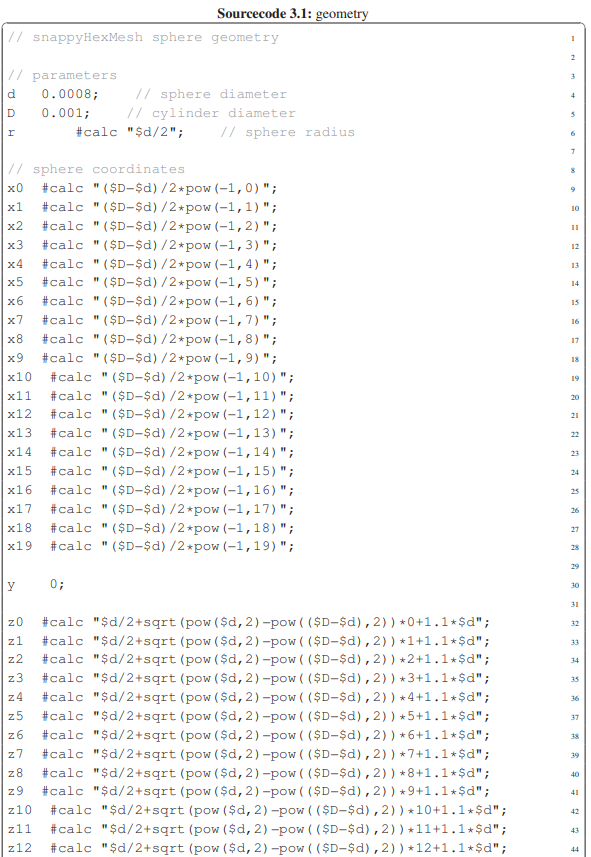 Sourcecode 3.1: geometry
// snappyHexMesh sphere geometry 1
2
// parameters 3
d 0.0008; // sphere diameter 4
D 0.001; // cylinder diameter 5
r #calc "$d/2"; // sphere radius 6
7
// sphere coordinates 8
x0 #calc "($D-$d)/2*pow(-1,0)"; 9
x1 #calc "($D-$d)/2*pow(-1,1)"; 10
x2 #calc "($D-$d)/2*pow(-1,2)"; 11
x3 #calc "($D-$d)/2*pow(-1,3)"; 12
x4 #calc "($D-$d)/2*pow(-1,4)"; 13
x5 #calc "($D-$d)/2*pow(-1,5)"; 14
x6 #calc "($D-$d)/2*pow(-1,6)"; 15
x7 #calc "($D-$d)/2*pow(-1,7)"; 16
x8 #calc "($D-$d)/2*pow(-1,8)"; 17
x9 #calc "($D-$d)/2*pow(-1,9)"; 18
x10 #calc "($D-$d)/2*pow(-1,10)"; 19
x11 #calc "($D-$d)/2*pow(-1,11)"; 20
x12 #calc "($D-$d)/2*pow(-1,12)"; 21
x13 #calc "($D-$d)/2*pow(-1,13)"; 22
x14 #calc "($D-$d)/2*pow(-1,14)"; 23
x15 #calc "($D-$d)/2*pow(-1,15)"; 24
x16 #calc "($D-$d)/2*pow(-1,16)"; 25
x17 #calc "($D-$d)/2*pow(-1,17)"; 26
x18 #calc "($D-$d)/2*pow(-1,18)"; 27
x19 #calc "($D-$d)/2*pow(-1,19)"; 28
29
y 0; 30
31
z0 #calc "$d/2+sqrt(pow($d,2)-pow(($D-$d),2))*0+1.1*$d"; 32
z1 #calc "$d/2+sqrt(pow($d,2)-pow(($D-$d),2))*1+1.1*$d"; 33
z2 #calc "$d/2+sqrt(pow($d,2)-pow(($D-$d),2))*2+1.1*$d"; 34
z3 #calc "$d/2+sqrt(pow($d,2)-pow(($D-$d),2))*3+1.1*$d"; 35
z4 #calc "$d/2+sqrt(pow($d,2)-pow(($D-$d),2))*4+1.1*$d"; 36
z5 #calc "$d/2+sqrt(pow($d,2)-pow(($D-$d),2))*5+1.1*$d"; 37
z6 #calc "$d/2+sqrt(pow($d,2)-pow(($D-$d),2))*6+1.1*$d"; 38
z7 #calc "$d/2+sqrt(pow($d,2)-pow(($D-$d),2))*7+1.1*$d"; 39
z8 #calc "$d/2+sqrt(pow($d,2)-pow(($D-$d),2))*8+1.1*$d"; 40
z9 #calc "$d/2+sqrt(pow($d,2)-pow(($D-$d),2))*9+1.1*$d"; 41
z10 #calc "$d/2+sqrt(pow($d,2)-pow(($D-$d),2))*10+1.1*$d"; 42
z11 #calc "$d/2+sqrt(pow($d,2)-pow(($D-$d),2))*11+1.1*$d"; 43
z12 #calc "$d/2+sqrt(pow($d,2)-pow(($D-$d),2))*12+1.1*$d"; 44